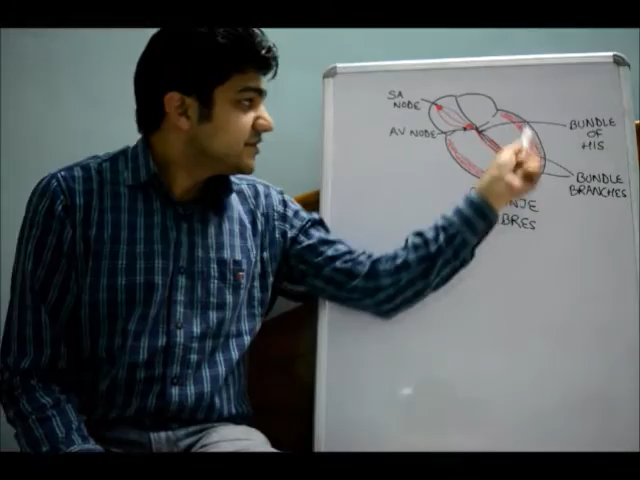 SA
NODE
AV NODE
BUNDLE
OF
HIS
BUNDLE
BRANCHES